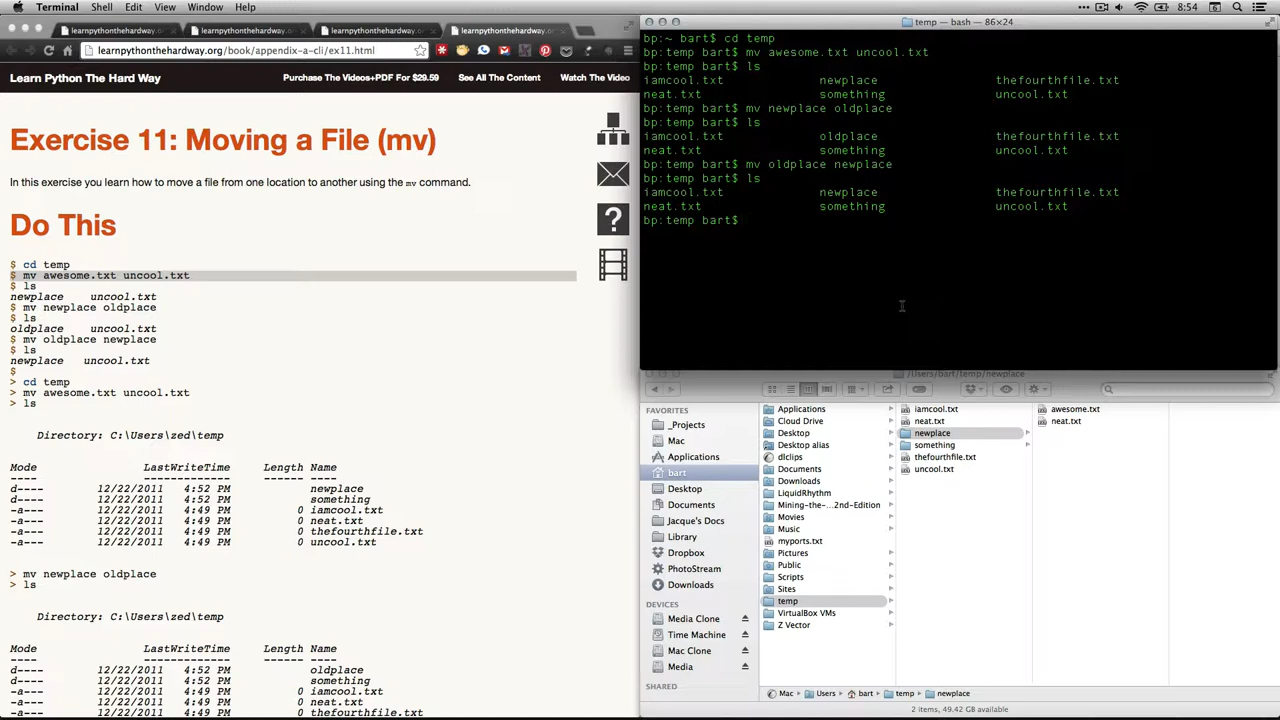 Terminal Shell Edit View Window Help
8:54
learnpythonthehardway.org/
learnpythonthehardway.org/
learnpythonthehardway.org/
learnpythonthehardway.org/
learnpythonthehardway.org/book/appendix-a-cli/ex11.html
Learn Python The Hard Way
Purchase The Videos+PDF For $29.59
See All The Content
Watch The Video
Exercise 11: Moving a File (mv)
In this exercise you learn how to move a file from one location to another using the mv command.
Do This
$ cd temp
$ mv awesome.txt uncool.txt
$ ls
newplace uncool.txt
$ mv newplace oldplace
$ ls
oldplace uncool.txt
$ mv oldplace newplace
$ ls
newplace uncool.txt
$
> cd temp
> mv awesome.txt uncool.txt
> ls
Directory: C:\Users\zed\temp
Mode LastWriteTime Length Name
---- ------------- ------ ----
d---- 12/22/2011 4:52 PM newplace
d---- 12/22/2011 4:52 PM something
-a--- 12/22/2011 4:49 PM 0 iamcool.txt
-a--- 12/22/2011 4:49 PM 0 neat.txt
-a--- 12/22/2011 4:49 PM 0 thefourthfile.txt
-a--- 12/22/2011 4:49 PM 0 uncool.txt
> mv newplace oldplace
> ls
Directory: C:\Users\zed\temp
Mode LastWriteTime Length Name
---- ------------- ------ ----
d---- 12/22/2011 4:52 PM oldplace
d---- 12/22/2011 4:52 PM something
-a--- 12/22/2011 4:49 PM 0 iamcool.txt
-a--- 12/22/2011 4:49 PM 0 neat.txt
-a--- 12/22/2011 4:49 PM 0 thefourthfile.txt
temp — bash — 86×24
bp:~ bart$ cd temp
bp:temp bart$ mv awesome.txt uncool.txt
bp:temp bart$ ls
iamcool.txt newplace thefourthfile.txt
neat.txt something uncool.txt
bp:temp bart$ mv newplace oldplace
bp:temp bart$ ls
iamcool.txt oldplace thefourthfile.txt
neat.txt something uncool.txt
bp:temp bart$ mv oldplace newplace
bp:temp bart$ ls
iamcool.txt newplace thefourthfile.txt
neat.txt something uncool.txt
bp:temp bart$
/Users/bart/temp/newplace
FAVORITES
_Projects
Mac
Applications
bart
Desktop
Documents
Jacque's Docs
Library
Dropbox
PhotoStream
Downloads
DEVICES
Media Clone
Time Machine
Mac Clone
Media
SHARED
Applications
Cloud Drive
Desktop
Desktop alias
dlclips
Documents
Downloads
LiquidRhythm
Mining-the-...2nd-Edition
Movies
Music
myports.txt
Pictures
Public
Scripts
Sites
temp
VirtualBox VMs
Z Vector
iamcool.txt
neat.txt
newplace
something
thefourthfile.txt
uncool.txt
awesome.txt
neat.txt
Mac Users bart temp newplace
2 items, 49.42 GB available